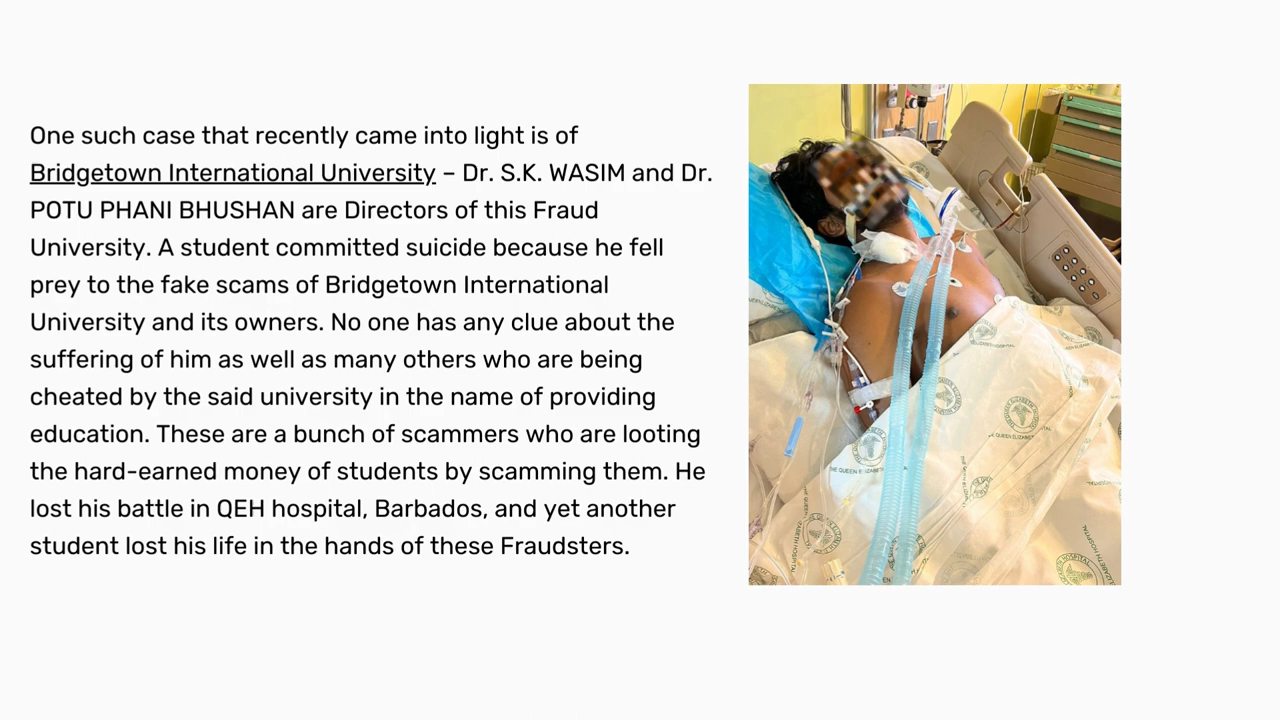 One such case that recently came into light is of
Bridgetown International University – Dr. S.K. WASIM and Dr.
POTU PHANI BHUSHAN are Directors of this Fraud
University. A student committed suicide because he fell
prey to the fake scams of Bridgetown International
University and its owners. No one has any clue about the
suffering of him as well as many others who are being
cheated by the said university in the name of providing
education. These are a bunch of scammers who are looting
the hard-earned money of students by scamming them. He
lost his battle in QEH hospital, Barbados, and yet another
student lost his life in the hands of these Fraudsters.
THE QUEEN ELIZABETH HOSPITAL